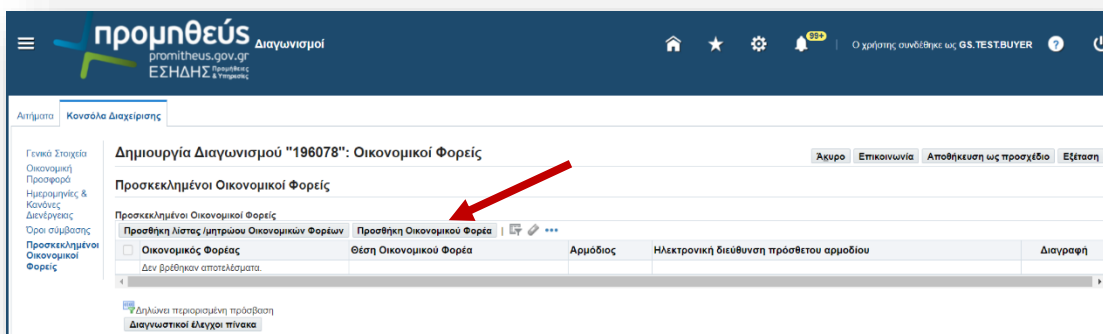 προμηθεύς Διαγωνισμοί
promitheus.gov.gr
ΕΣΗΔΗΣ Προμήθειες & Υπηρεσίες
99+
Ο χρήστης συνδέθηκε ως GS.TEST.BUYER ?
Αιτήματα Κονσόλα Διαχείρισης
Γενικά Στοιχεία
Οικονομική
Προσφορά
Ημερομηνίες &
Κανόνες
Διενέργειας
Όροι σύμβασης
Προσκεκλημένοι
Οικονομικοί
Φορείς
Δημιουργία Διαγωνισμού "196078": Οικονομικοί Φορείς
Άκυρο Επικοινωνία Αποθήκευση ως προσχέδιο Εξέταση
Προσκεκλημένοι Οικονομικοί Φορείς
Προσκεκλημένοι Οικονομικοί Φορείς
Προσθήκη λίστας /μητρώου Οικονομικών Φορέων Προσθήκη Οικονομικού Φορέα
Οικονομικός Φορέας Θέση Οικονομικού Φορέα Αρμόδιος Ηλεκτρονική διεύθυνση πρόσθετου αρμοδίου Διαγραφή
Δεν βρέθηκαν αποτελέσματα.
Δηλώνει περιορισμένη πρόσβαση
Διαγνωστικοί έλεγχοι πίνακα